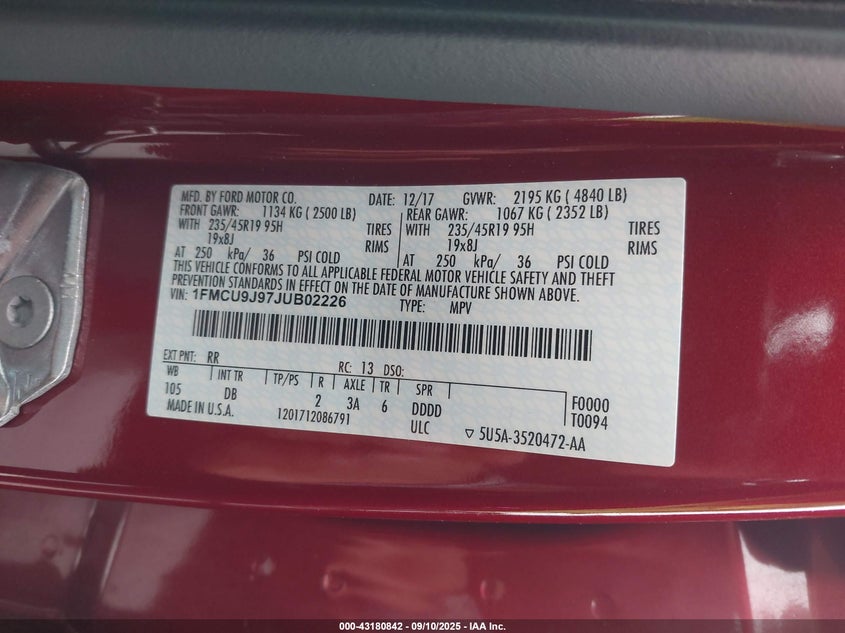 MFD. BY FORD MOTOR CO. DATE: 12/17 GVWR: 2195 KG ( 4840 LB)
FRONT GAWR: 1134 KG ( 2500 LB) REAR GAWR: 1067 KG ( 2352 LB)
WITH 235/45R19 95H TIRES WITH 235/45R19 95H TIRES
19x8J RIMS 19x8J RIMS
AT 250 kPa/ 36 PSI COLD AT 250 kPa/ 36 PSI COLD
THIS VEHICLE CONFORMS TO ALL APPLICABLE FEDERAL MOTOR VEHICLE SAFETY AND THEFT
PREVENTION STANDARDS IN EFFECT ON THE DATE OF MANUFACTURE SHOWN ABOVE.
VIN: 1FMCU9J97JUB02226 TYPE: MPV
EXT PNT: RR RC: 13 DSO:
WB INT TR TP/PS R AXLE TR SPR F0000
105 DB 2 3A 6 DDDD T0094
MADE IN U.S.A. 1201712086791 ULC ▽ 5U5A-3520472-AA
000-43180842 - 09/10/2025 - IAA Inc.